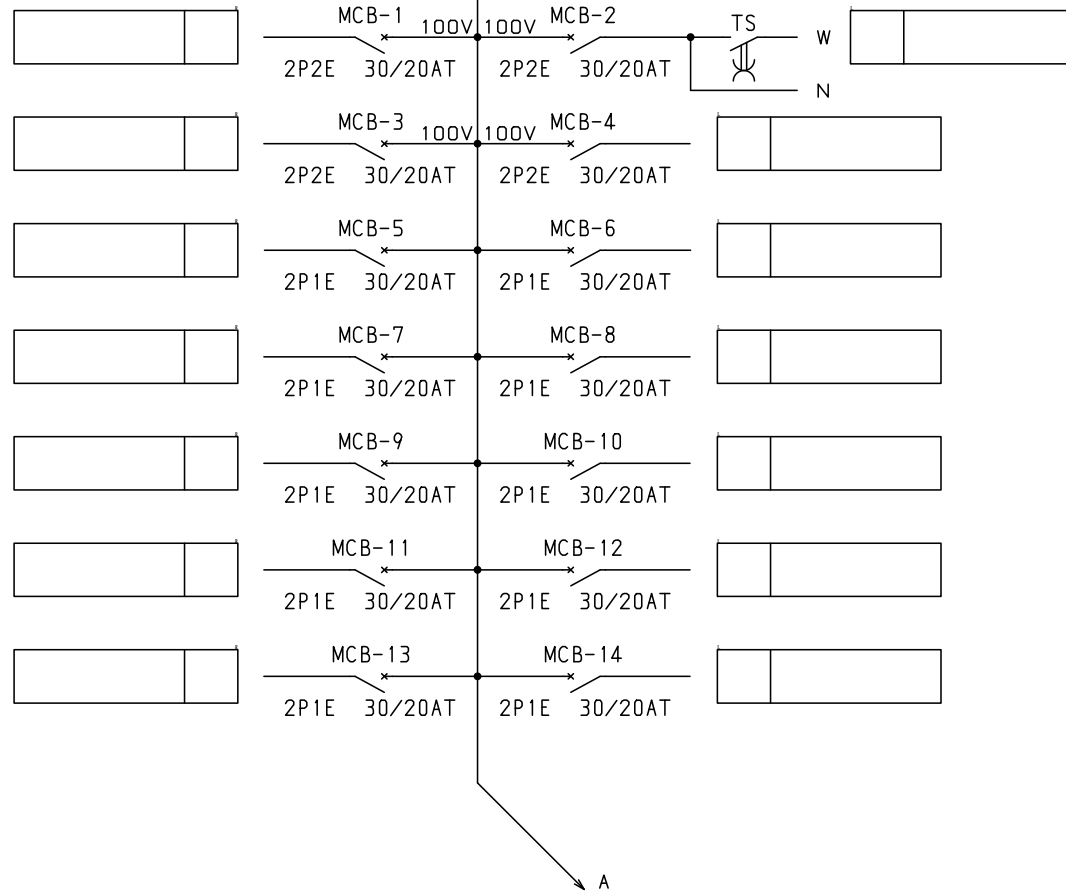 MCB-1 100V 100V MCB-2 TS W
2P2E 30/20AT 2P2E 30/20AT N
MCB-3 100V 100V MCB-4
2P2E 30/20AT 2P2E 30/20AT
MCB-5 MCB-6
2P1E 30/20AT 2P1E 30/20AT
MCB-7 MCB-8
2P1E 30/20AT 2P1E 30/20AT
MCB-9 MCB-10
2P1E 30/20AT 2P1E 30/20AT
MCB-11 MCB-12
2P1E 30/20AT 2P1E 30/20AT
MCB-13 MCB-14
2P1E 30/20AT 2P1E 30/20AT
A